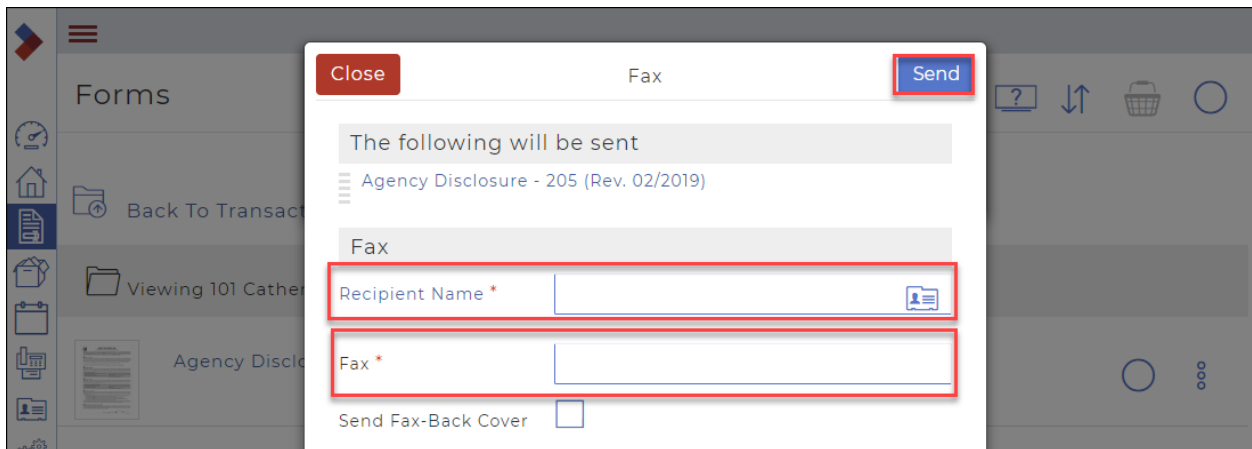 Close
Fax
Send
Forms
?
The following will be sent
Agency Disclosure - 205 (Rev. 02/2019)
Back To Transact
Fax
Viewing 101 Cather
Recipient Name *
Agency Disclo
Fax *
Send Fax-Back Cover